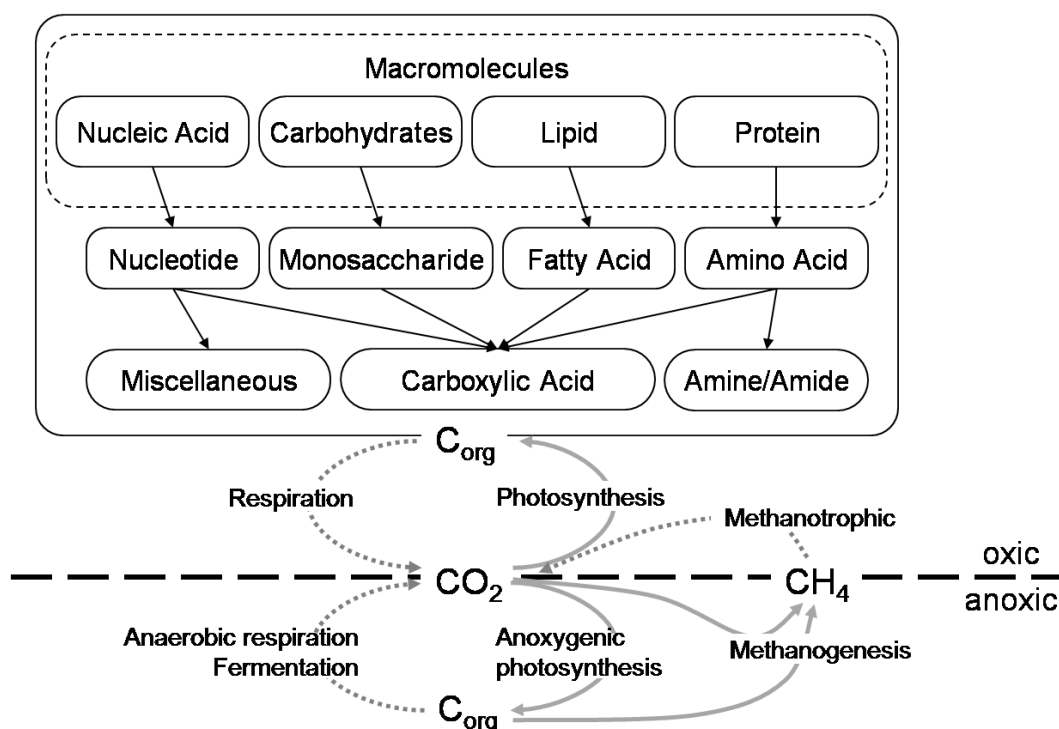 Macromolecules
Nucleic Acid
Carbohydrates
Lipid
Protein
Nucleotide
Monosaccharide
Fatty Acid
Amino Acid
Miscellaneous
Carboxylic Acid
Amine/Amide
Corg
Respiration
Photosynthesis
Methanotrophic
oxic
CO2
CH4
anoxic
Anaerobic respiration
Fermentation
Anoxygenic
photosynthesis
Methanogenesis
Corg